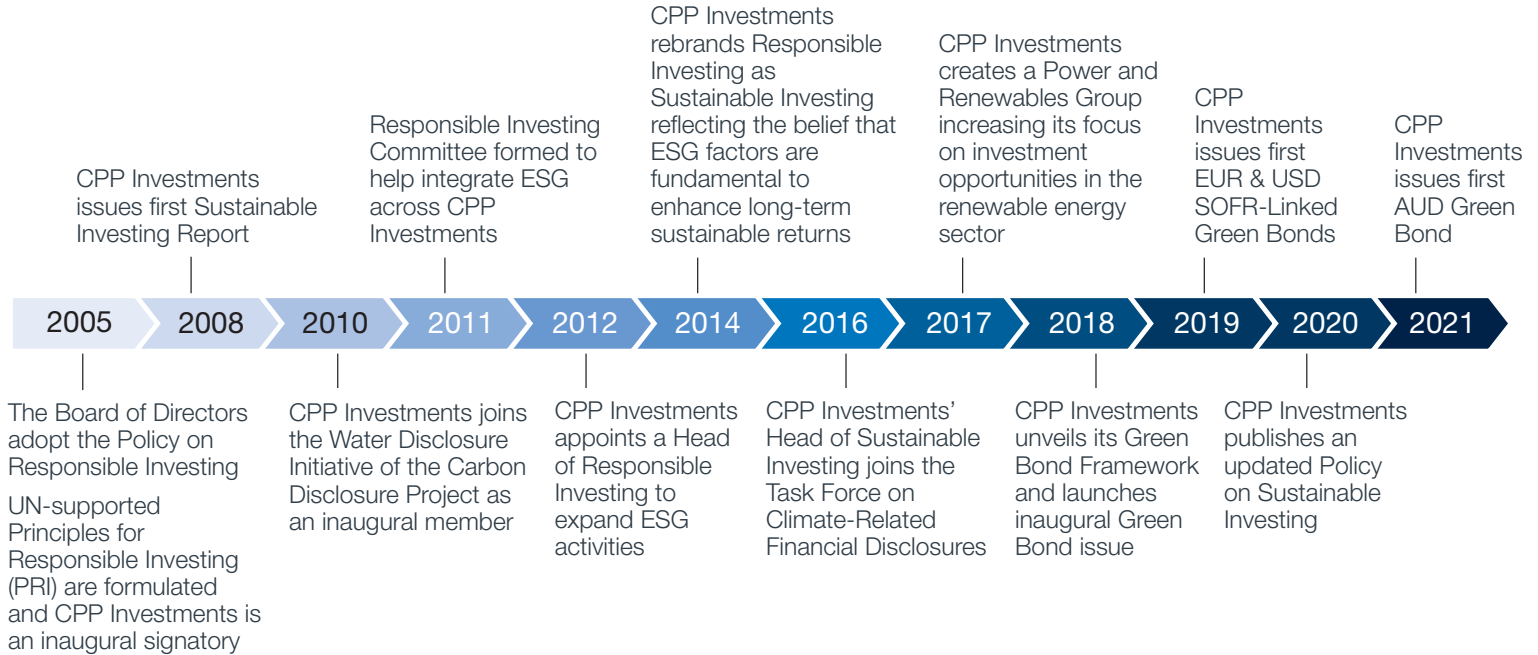 CPP Investments
issues first Sustainable
Investing Report
Responsible Investing
Committee formed to
help integrate ESG
across CPP
Investments
CPP Investments
rebrands Responsible
Investing as
Sustainable Investing
reflecting the belief that
ESG factors are
fundamental to
enhance long-term
sustainable returns
CPP Investments
creates a Power and
Renewables Group
increasing its focus
on investment
opportunities in the
renewable energy
sector
CPP
Investments
issues first
EUR & USD
SOFR-Linked
Green Bonds
CPP
Investments
issues first
AUD Green
Bond
2005 2008 2010 2011 2012 2014 2016 2017 2018 2019 2020 2021
The Board of Directors
adopt the Policy on
Responsible Investing
UN-supported
Principles for
Responsible Investing
(PRI) are formulated
and CPP Investments is
an inaugural signatory
CPP Investments joins
the Water Disclosure
Initiative of the Carbon
Disclosure Project as
an inaugural member
CPP Investments
appoints a Head
of Responsible
Investing to
expand ESG
activities
CPP Investments’
Head of Sustainable
Investing joins the
Task Force on
Climate-Related
Financial Disclosures
CPP Investments
unveils its Green
Bond Framework
and launches
inaugural Green
Bond issue
CPP Investments
publishes an
updated Policy
on Sustainable
Investing